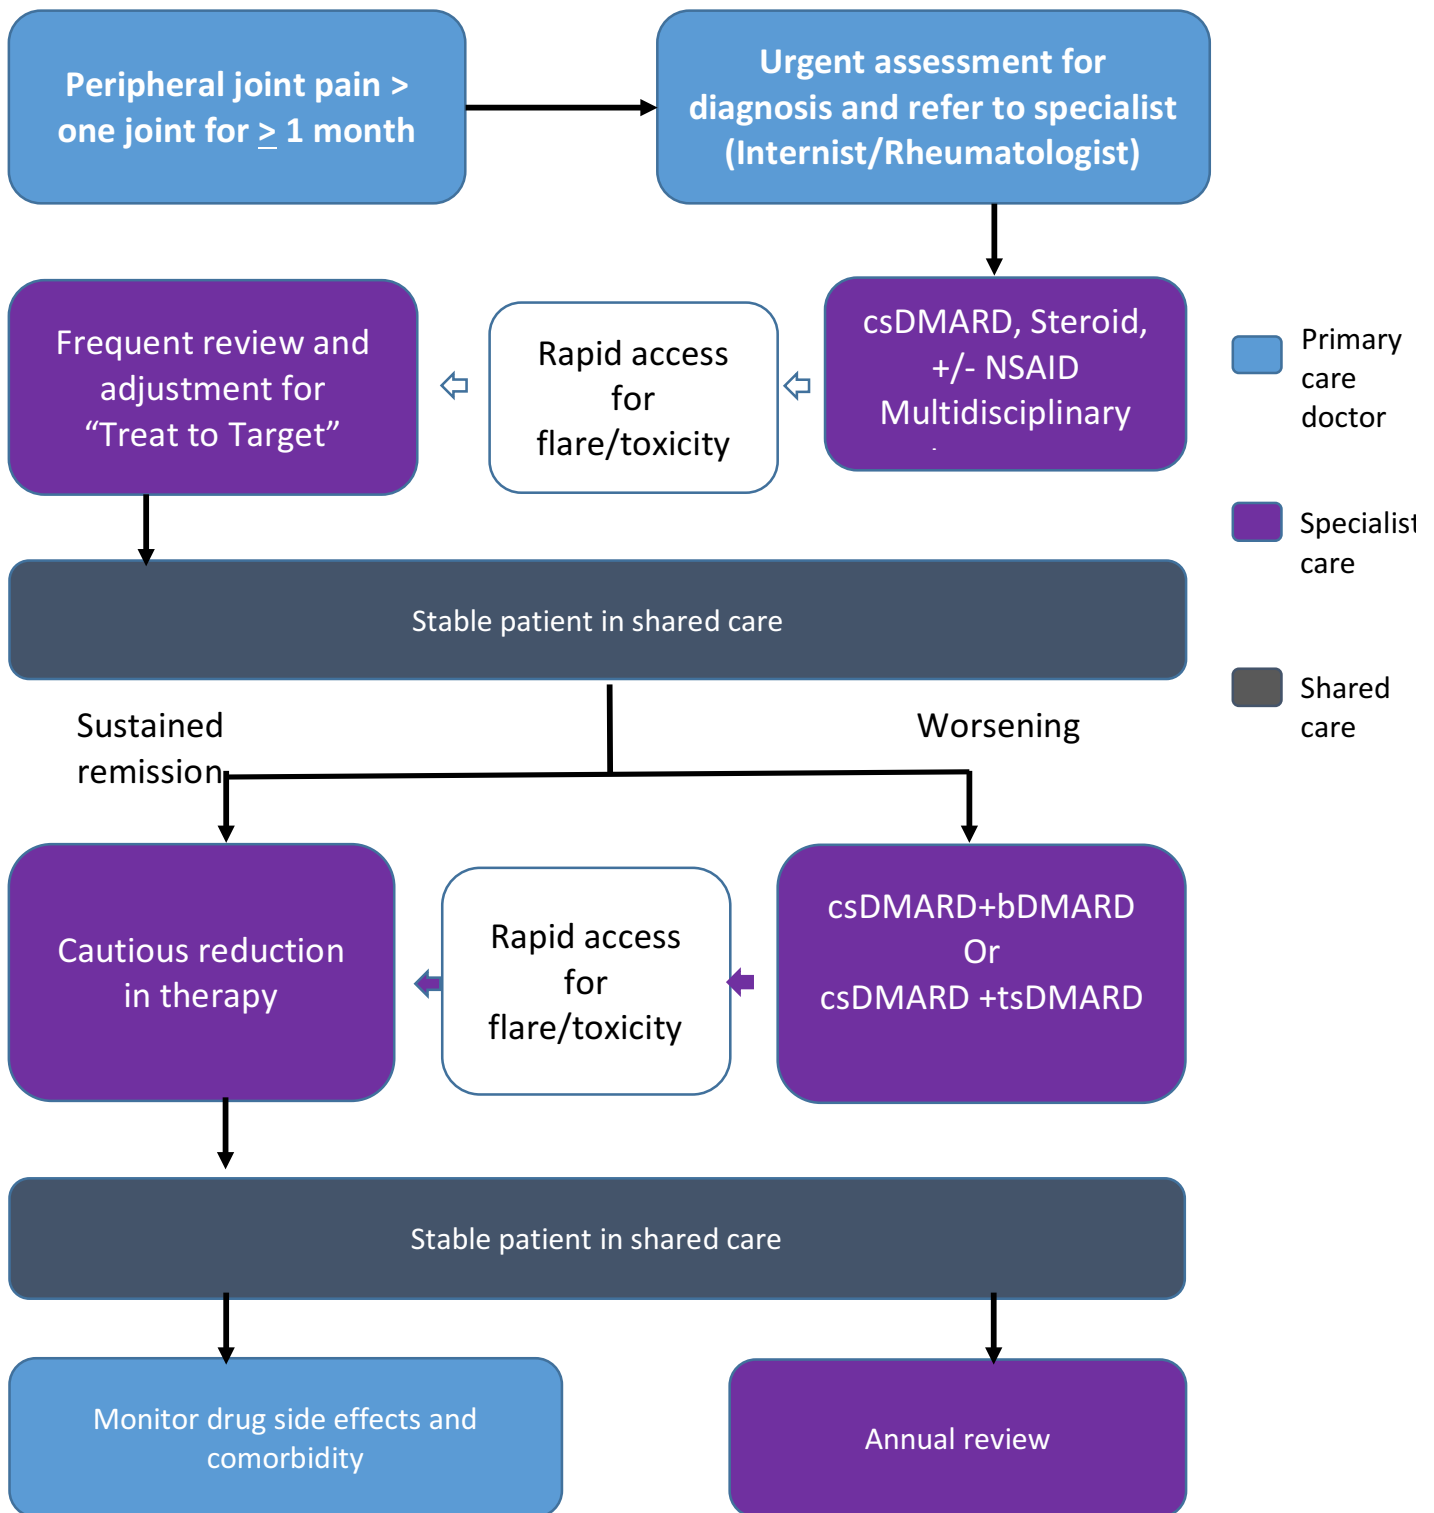 Peripheral joint pain >
one joint for ≥ 1 month
Urgent assessment for
diagnosis and refer to specialist
(Internist/Rheumatologist)
Frequent review and
adjustment for
“Treat to Target”
Rapid access
for
flare/toxicity
csDMARD, Steroid,
+/- NSAID
Multidisciplinary
Primary
care
doctor
Specialist
care
Shared
care
Stable patient in shared care
Sustained
remission
Worsening
Cautious reduction
in therapy
Rapid access
for
flare/toxicity
csDMARD+bDMARD
Or
csDMARD +tsDMARD
Stable patient in shared care
Monitor drug side effects and
comorbidity
Annual review